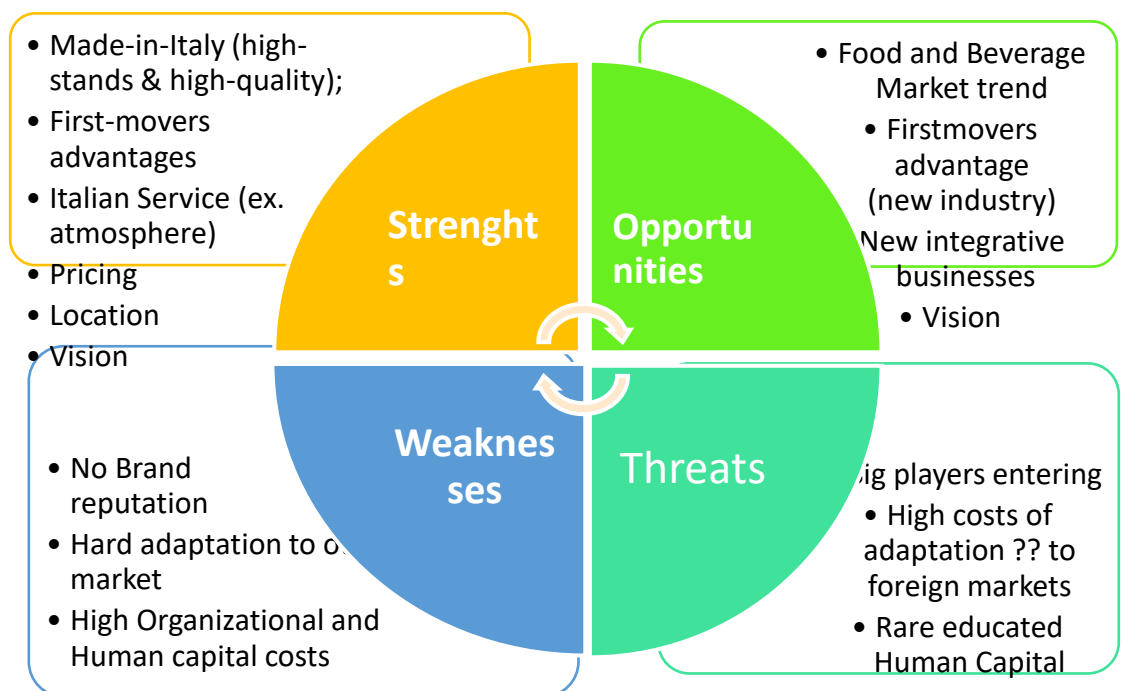 • Made-in-Italy (high-
stands & high-quality);
• First-movers
advantages
• Italian Service (ex.
atmosphere)
• Pricing
• Location
• Vision
Strenght
s
Opportu
nities
• Food and Beverage
Market trend
• Firstmovers
advantage
(new industry)
New integrative
businesses
• Vision
Weaknes
ses
• No Brand
reputation
• Hard adaptation to
market
• High Organizational and
Human capital costs
Threats
players entering
• High costs of
adaptation ?? to
foreign markets
• Rare educated
Human Capital